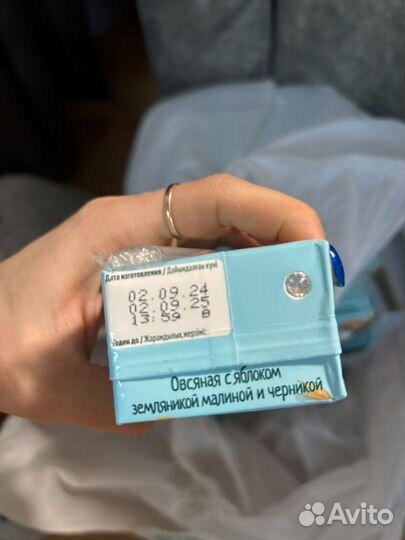 Дата изготовления / Дайындалған күні
02.09.24
02.09.25
13:59 8
Годен до / Жарамдылық мерзімі:
Овсяная с яблоком
земляникой малиной и черникой
Avito